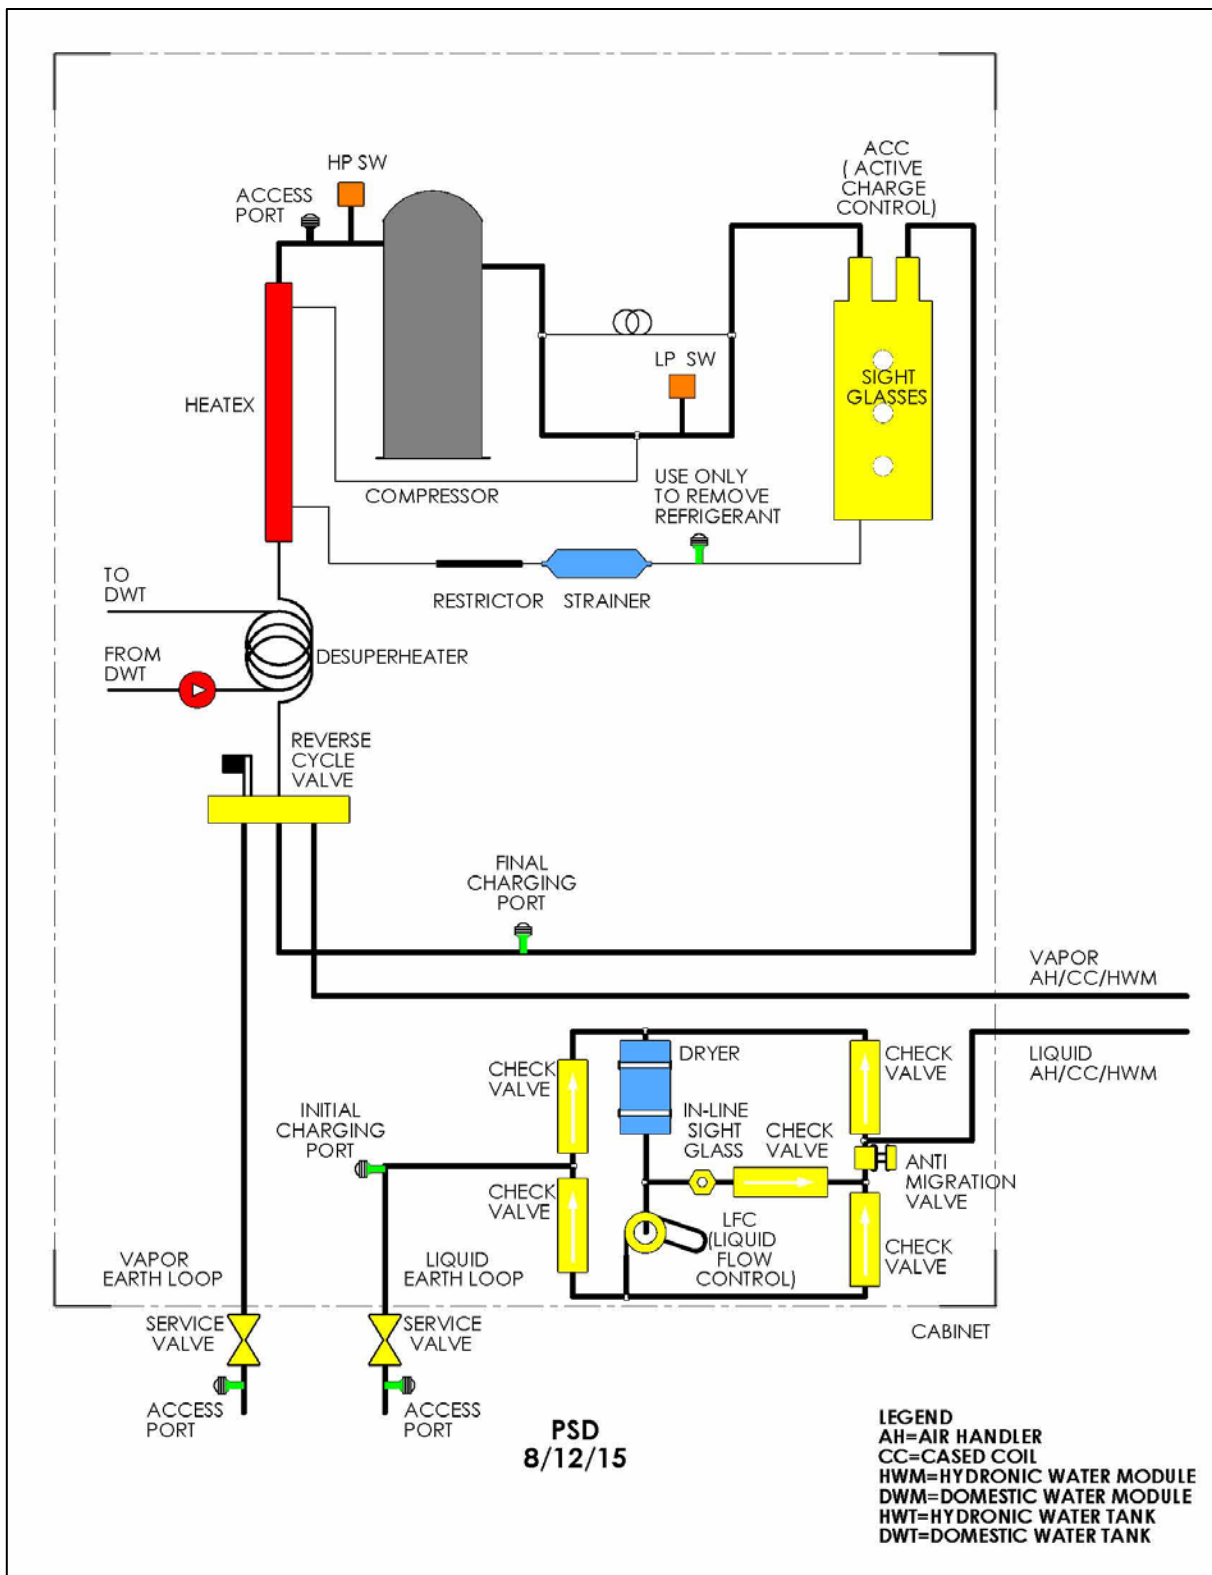 ACC
( ACTIVE
CHARGE
CONTROL)
HP SW
ACCESS
PORT
LP SW
SIGHT
GLASSES
HEATEX
COMPRESSOR
USE ONLY
TO REMOVE
REFRIGERANT
TO
DWT
RESTRICTOR
STRAINER
FROM
DWT
DESUPERHEATER
REVERSE
CYCLE
VALVE
FINAL
CHARGING
PORT
VAPOR
AH/CC/HWM
LIQUID
AH/CC/HWM
CHECK
VALVE
DRYER
CHECK
VALVE
INITIAL
CHARGING
PORT
IN-LINE
SIGHT
GLASS
CHECK
VALVE
ANTI
MIGRATION
VALVE
CHECK
VALVE
LFC
(LIQUID
FLOW
CONTROL)
CHECK
VALVE
VAPOR
EARTH LOOP
LIQUID
EARTH LOOP
SERVICE
VALVE
SERVICE
VALVE
CABINET
ACCESS
PORT
ACCESS
PORT
PSD
8/12/15
LEGEND
AH=AIR HANDLER
CC=CASED COIL
HWM=HYDRONIC WATER MODULE
DWM=DOMESTIC WATER MODULE
HWT=HYDRONIC WATER TANK
DWT=DOMESTIC WATER TANK